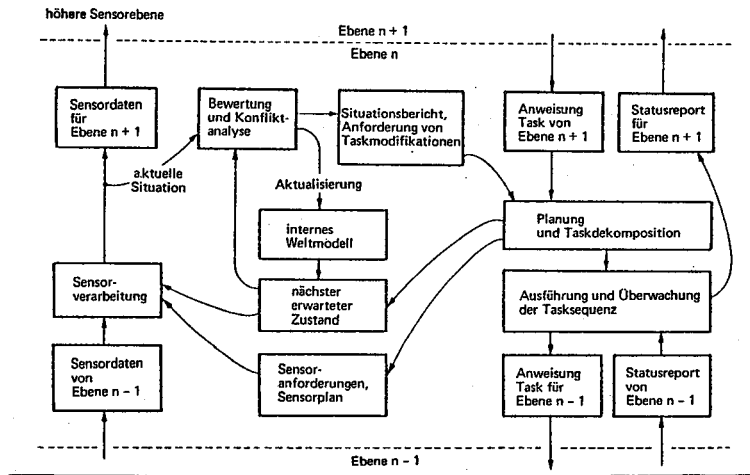 höhere Sensorebene
Ebene n + 1
Ebene n
Sensordaten
für
Ebene n + 1
Bewertung
und Konflikt-
analyse
Situationsbericht,
Anforderung von
Taskmodifikationen
Anweisung
Task von
Ebene n + 1
Statusreport
für
Ebene n + 1
aktuelle
Situation
Aktualisierung
internes
Weltmodell
Planung
und Taskdekomposition
Sensor-
verarbeitung
nächster
erwarteter
Zustand
Ausführung und Überwachung
der Tasksequenz
Sensordaten
von
Ebene n – 1
Sensor-
anforderungen,
Sensorplan
Anweisung
Task für
Ebene n – 1
Statusreport
von
Ebene n – 1
Ebene n – 1